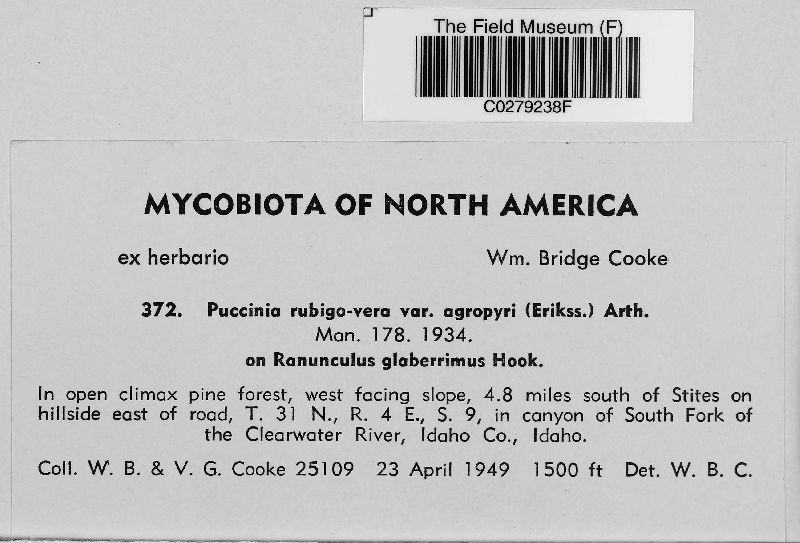 The Field Museum (F)
C0279238F
MYCOBIOTA OF NORTH AMERICA
ex herbario Wm. Bridge Cooke
372. Puccinia rubigo-vera var. agropyri (Erikss.) Arth.
Man. 178. 1934.
on Ranunculus glaberrimus Hook.
In open climax pine forest, west facing slope, 4.8 miles south of Stites on
hillside east of road, T. 31 N., R. 4 E., S. 9, in canyon of South Fork of
the Clearwater River, Idaho Co., Idaho.
Coll. W. B. & V. G. Cooke 25109 23 April 1949 1500 ft Det. W. B. C.